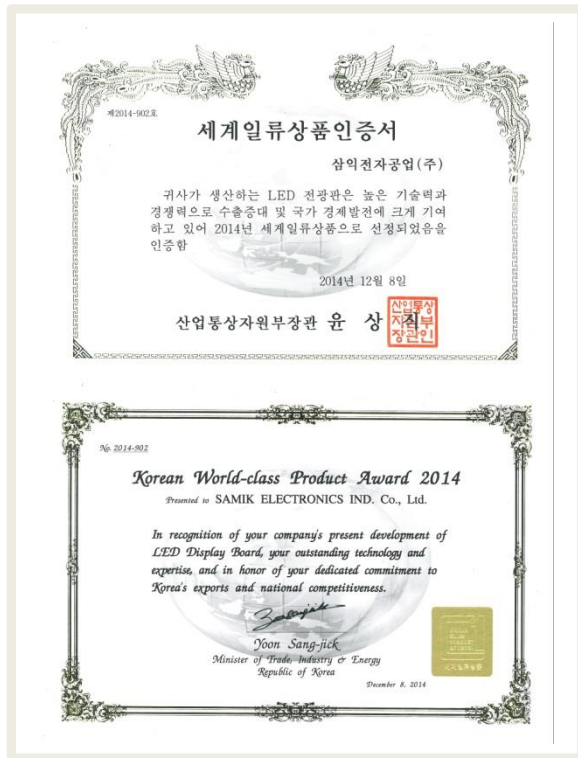 제2014-902호
세계일류상품인증서
삼익전자공업(주)
귀사가 생산하는 LED 전광판은 높은 기술력과
경쟁력으로 수출증대 및 국가 경제발전에 크게 기여
하고 있어 2014년 세계일류상품으로 선정되었음을
인증함
2014년 12월 8일
산업통상자원부장관 윤 상 직
산업통상
자원부
장관인
No. 2014-902
Korean World-class Product Award 2014
Presented to SAMIK ELECTRONICS IND. Co., Ltd.
In recognition of your company's present development of
LED Display Board, your outstanding technology and
expertise, and in honor of your dedicated commitment to
Korea's exports and national competitiveness.
Yoon Sang-jick
Minister of Trade, Industry & Energy
Republic of Korea
December 8, 2014